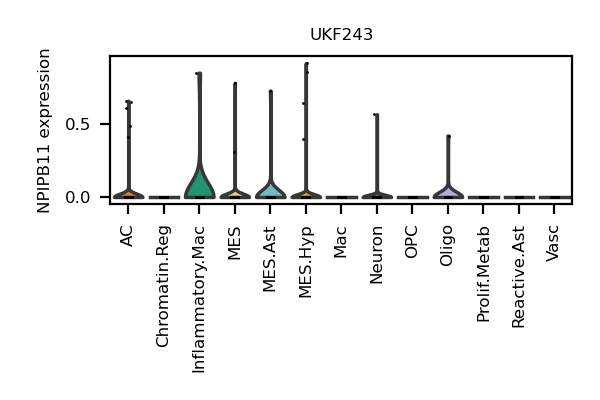 UKF243
NPIPB11 expression
0.5
0.0
AC
Chromatin.Reg
Inflammatory.Mac
MES
MES.Ast
MES.Hyp
Mac
Neuron
OPC
Oligo
Prolif.Metab
Reactive.Ast
Vasc